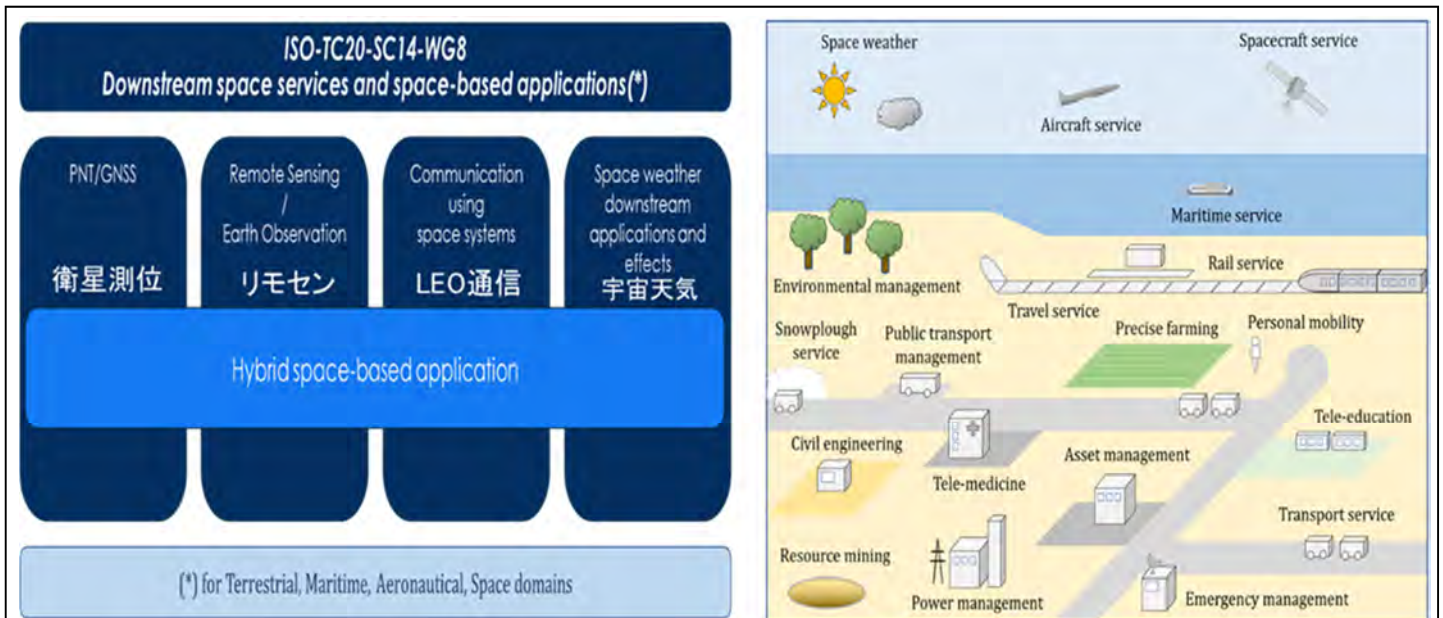 ISO-TC20-SC14-WG8
Downstream space services and space-based applications(*)
PNT/GNSS
衛星測位
Remote Sensing
/
Earth Observation
リモセン
Communication
using
space systems
LEO通信
Space weather
downstream
applications and
effects
宇宙天気
Hybrid space-based application
(*) for Terrestrial, Maritime, Aeronautical, Space domains
Space weather
Spacecraft service
Aircraft service
Maritime service
Environmental management
Rail service
Travel service
Snowplough
service
Public transport
management
Precise farming
Personal mobility
Tele-education
Civil engineering
Tele-medicine
Asset management
Transport service
Resource mining
Power management
Emergency management